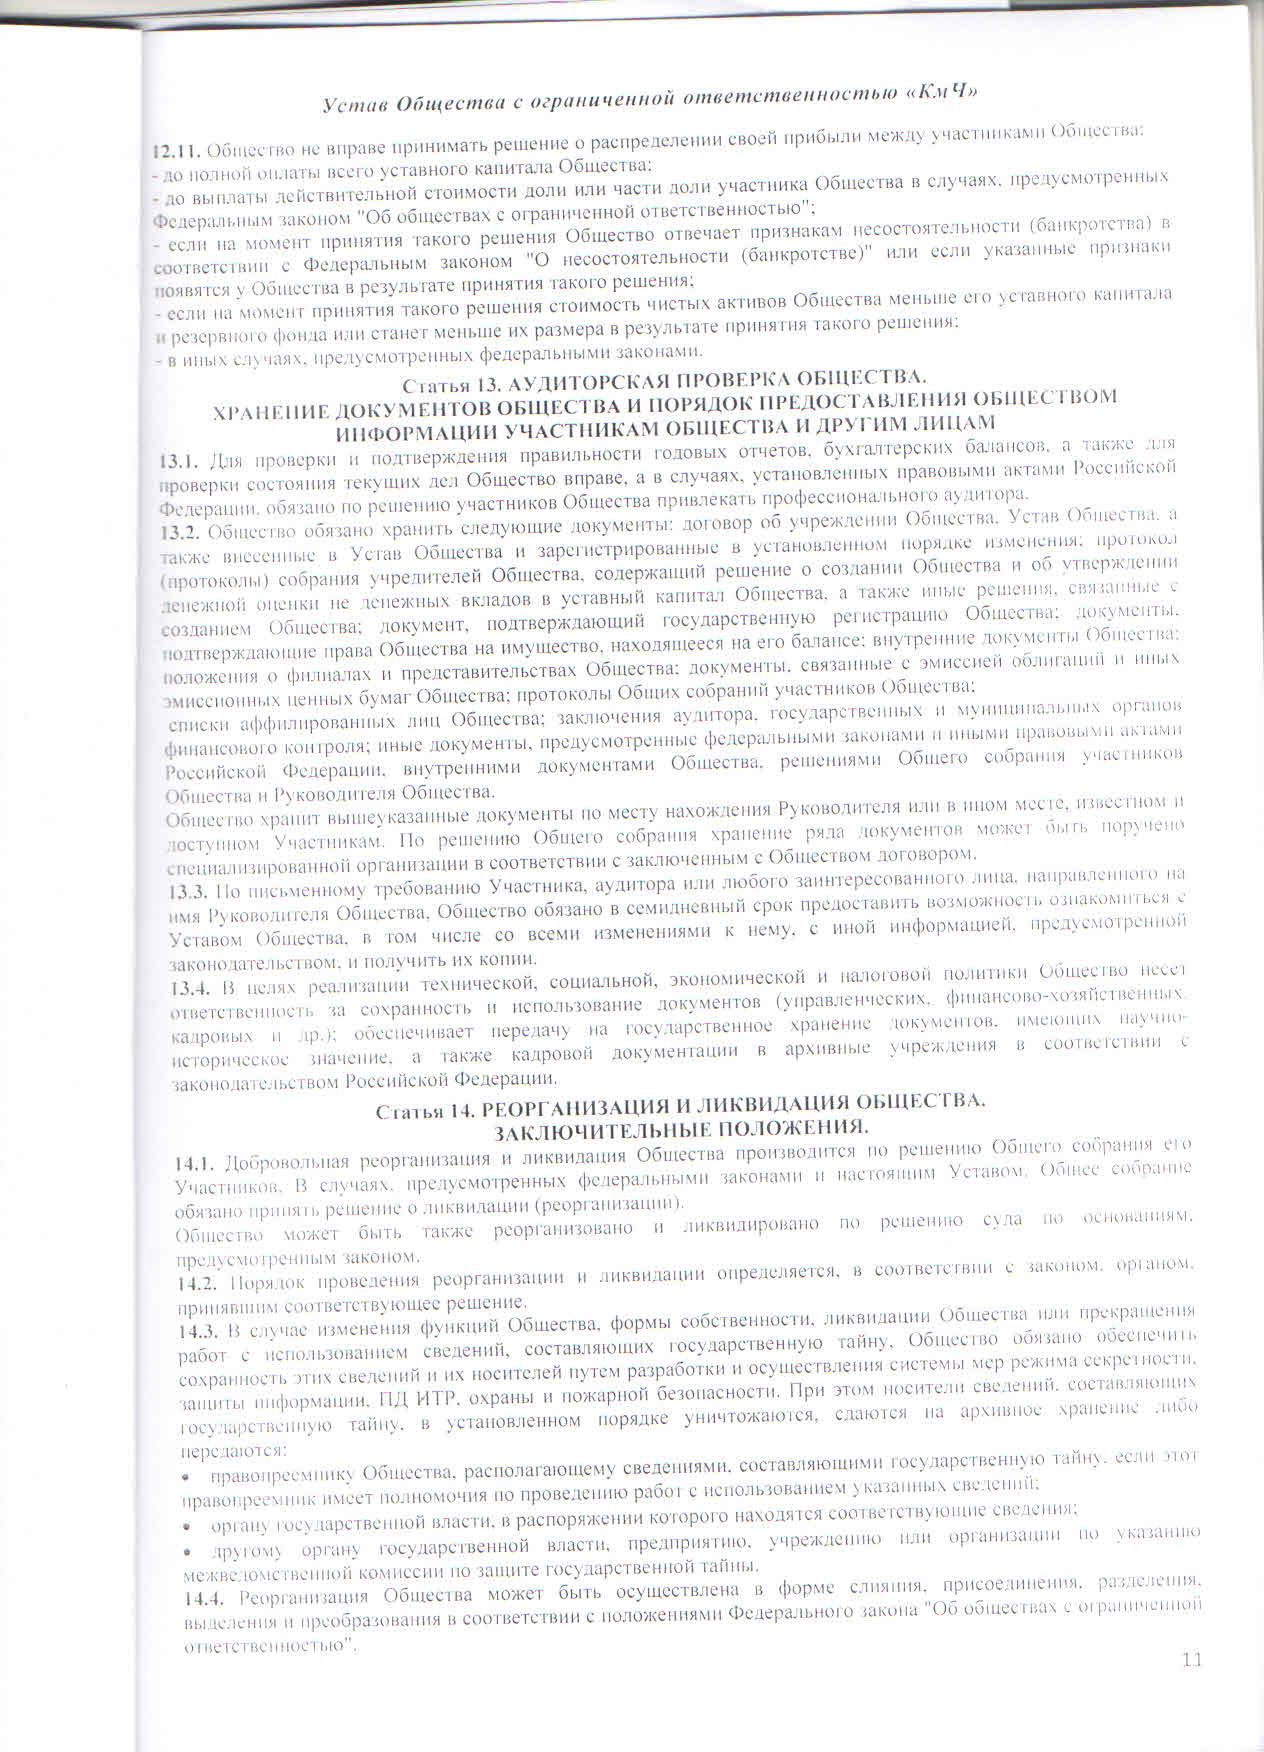 Устав Общества с ограниченной ответственностью «КмЧ»
12.11. Общество не вправе принимать решение о распределении своей прибыли между участниками Общества:
- до полной оплаты всего уставного капитала Общества;
- до выплаты действительной стоимости доли или части доли участника Общества в случаях, предусмотренных
Федеральным законом "Об обществах с ограниченной ответственностью";
- если на момент принятия такого решения Общество отвечает признакам несостоятельности (банкротства) в
соответствии с Федеральным законом "О несостоятельности (банкротстве)" или если указанные признаки
появятся у Общества в результате принятия такого решения;
- если на момент принятия такого решения стоимость чистых активов Общества меньше его уставного капитала
и резервного фонда или станет меньше их размера в результате принятия такого решения;
- в иных случаях, предусмотренных федеральными законами.
Статья 13. АУДИТОРСКАЯ ПРОВЕРКА ОБЩЕСТВА.
ХРАНЕНИЕ ДОКУМЕНТОВ ОБЩЕСТВА И ПОРЯДОК ПРЕДОСТАВЛЕНИЯ ОБЩЕСТВОМ
ИНФОРМАЦИИ УЧАСТНИКАМ ОБЩЕСТВА И ДРУГИМ ЛИЦАМ
13.1. Для проверки и подтверждения правильности годовых отчетов, бухгалтерских балансов, а также для
проверки состояния текущих дел Общество вправе, а в случаях, установленных правовыми актами Российской
Федерации, обязано по решению участников Общества привлекать профессионального аудитора.
13.2. Общество обязано хранить следующие документы: договор об учреждении Общества, Устав Общества, а
также внесенные в Устав Общества и зарегистрированные в установленном порядке изменения; протокол
(протоколы) собрания учредителей Общества, содержащий решение о создании Общества и об утверждении
денежной оценки не денежных вкладов в уставный капитал Общества, а также иные решения, связанные с
созданием Общества; документ, подтверждающий государственную регистрацию Общества; документы,
подтверждающие права Общества на имущество, находящееся на его балансе; внутренние документы Общества;
положения о филиалах и представительствах Общества; документы, связанные с эмиссией облигаций и иных
эмиссионных ценных бумаг Общества; протоколы Общих собраний участников Общества;
списки аффилированных лиц Общества; заключения аудитора, государственных и муниципальных органов
финансового контроля; иные документы, предусмотренные федеральными законами и иными правовыми актами
Российской Федерации, внутренними документами Общества, решениями Общего собрания участников
Общества и Руководителя Общества.
Общество хранит вышеуказанные документы по месту нахождения Руководителя или в ином месте, известном и
доступном Участникам. По решению Общего собрания хранение ряда документов может быть поручено
специализированной организации в соответствии с заключенным с Обществом договором.
13.3. По письменному требованию Участника, аудитора или любого заинтересованного лица, направленного на
имя Руководителя Общества, Общество обязано в семидневный срок предоставить возможность ознакомиться с
Уставом Общества, в том числе со всеми изменениями к нему, с иной информацией, предусмотренной
законодательством, и получить их копии.
13.4. В целях реализации технической, социальной, экономической и налоговой политики Общество несет
ответственность за сохранность и использование документов (управленческих, финансово-хозяйственных,
кадровых и др.); обеспечивает передачу на государственное хранение документов, имеющих научно-
историческое значение, а также кадровой документации в архивные учреждения в соответствии с
законодательством Российской Федерации.
Статья 14. РЕОРГАНИЗАЦИЯ И ЛИКВИДАЦИЯ ОБЩЕСТВА.
ЗАКЛЮЧИТЕЛЬНЫЕ ПОЛОЖЕНИЯ.
14.1. Добровольная реорганизация и ликвидация Общества производится по решению Общего собрания его
Участников. В случаях, предусмотренных федеральными законами и настоящим Уставом, Общее собрание
обязано принять решение о ликвидации (реорганизации).
Общество может быть также реорганизовано и ликвидировано по решению суда по основаниям,
предусмотренным законом.
14.2. Порядок проведения реорганизации и ликвидации определяется, в соответствии с законом, органом,
принявшим соответствующее решение.
14.3. В случае изменения функций Общества, формы собственности, ликвидации Общества или прекращения
работ с использованием сведений, составляющих государственную тайну, Общество обязано обеспечить
сохранность этих сведений и их носителей путем разработки и осуществления системы мер режима секретности,
защиты информации, ПД ИТР, охраны и пожарной безопасности. При этом носители сведений, составляющих
государственную тайну, в установленном порядке уничтожаются, сдаются на архивное хранение либо
передаются:
• правопреемнику Общества, располагающему сведениями, составляющими государственную тайну, если этот
правопреемник имеет полномочия по проведению работ с использованием указанных сведений;
• органу государственной власти, в распоряжении которого находятся соответствующие сведения;
• другому органу государственной власти, предприятию, учреждению или организации по указанию
межведомственной комиссии по защите государственной тайны.
14.4. Реорганизация Общества может быть осуществлена в форме слияния, присоединения, разделения,
выделения и преобразования в соответствии с положениями Федерального закона "Об обществах с ограниченной
ответственностью".
11